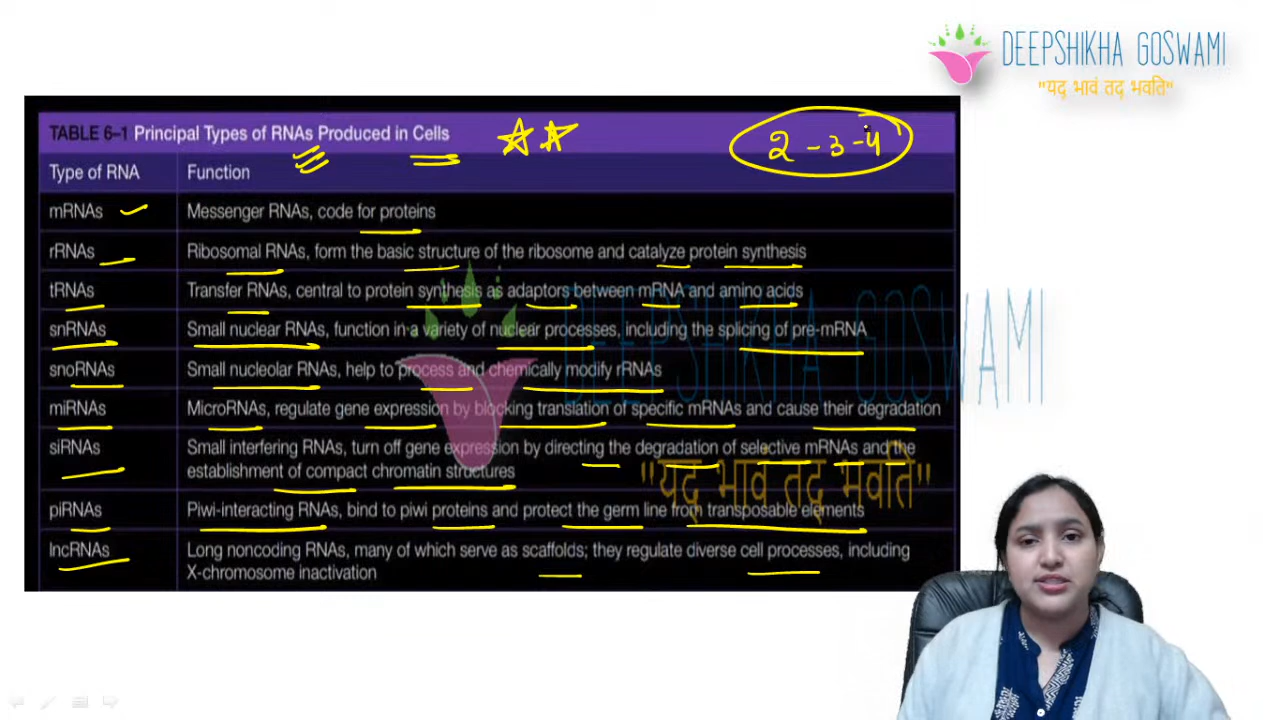 DEEPSHIKHA GOSWAMI
"यद् भावं तद् भवति"
TABLE 6–1 Principal Types of RNAs Produced in Cells
2 - 3 - 4
Type of RNA Function
mRNAs Messenger RNAs, code for proteins
rRNAs Ribosomal RNAs, form the basic structure of the ribosome and catalyze protein synthesis
tRNAs Transfer RNAs, central to protein synthesis as adaptors between mRNA and amino acids
snRNAs Small nuclear RNAs, function in a variety of nuclear processes, including the splicing of pre-mRNA
snoRNAs Small nucleolar RNAs, help to process and chemically modify rRNAs
miRNAs MicroRNAs, regulate gene expression by blocking translation of specific mRNAs and cause their degradation
siRNAs Small interfering RNAs, turn off gene expression by directing the degradation of selective mRNAs and the
establishment of compact chromatin structures
piRNAs Piwi-interacting RNAs, bind to piwi proteins and protect the germ line from transposable elements
lncRNAs Long noncoding RNAs, many of which serve as scaffolds; they regulate diverse cell processes, including
X-chromosome inactivation
DEEPSHIKHA GOSWAMI
"यद् भावं तद् भवति"